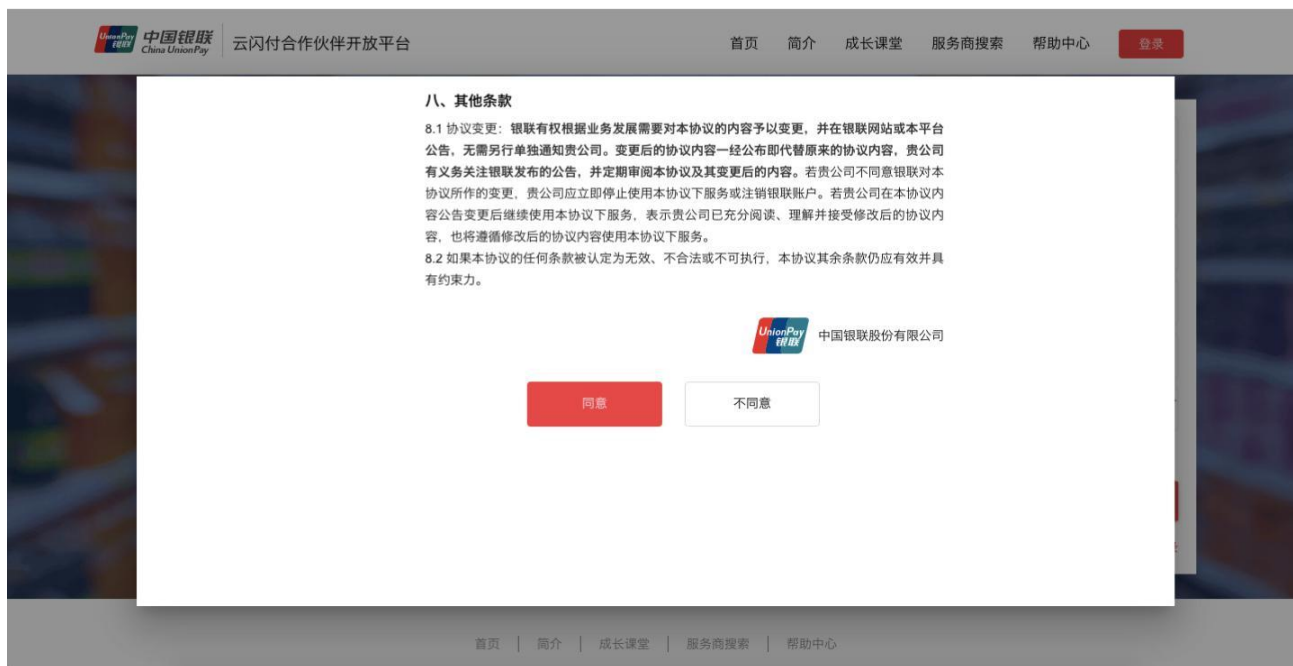 UnionPay
银联
中国银联
China UnionPay
云闪付合作伙伴开放平台
首页 简介 成长课堂 服务商搜索 帮助中心 登录
八、其他条款
8.1 协议变更：银联有权根据业务发展需要对本协议的内容予以变更，并在银联网站或本平台
公告，无需另行单独通知贵公司。变更后的协议内容一经公布即代替原来的协议内容，贵公司
有义务关注银联发布的公告，并定期审阅本协议及其变更后的内容。若贵公司不同意银联对本
协议所作的变更，贵公司应立即停止使用本协议下服务或注销银联账户。若贵公司在本协议内
容公告变更后继续使用本协议下服务，表示贵公司已充分阅读、理解并接受修改后的协议内
容，也将遵循修改后的协议内容使用本协议下服务。
8.2 如果本协议的任何条款被认定为无效、不合法或不可执行，本协议其余条款仍应有效并具
有约束力。
UnionPay
银联
中国银联股份有限公司
同意 不同意
首页 | 简介 | 成长课堂 | 服务商搜索 | 帮助中心